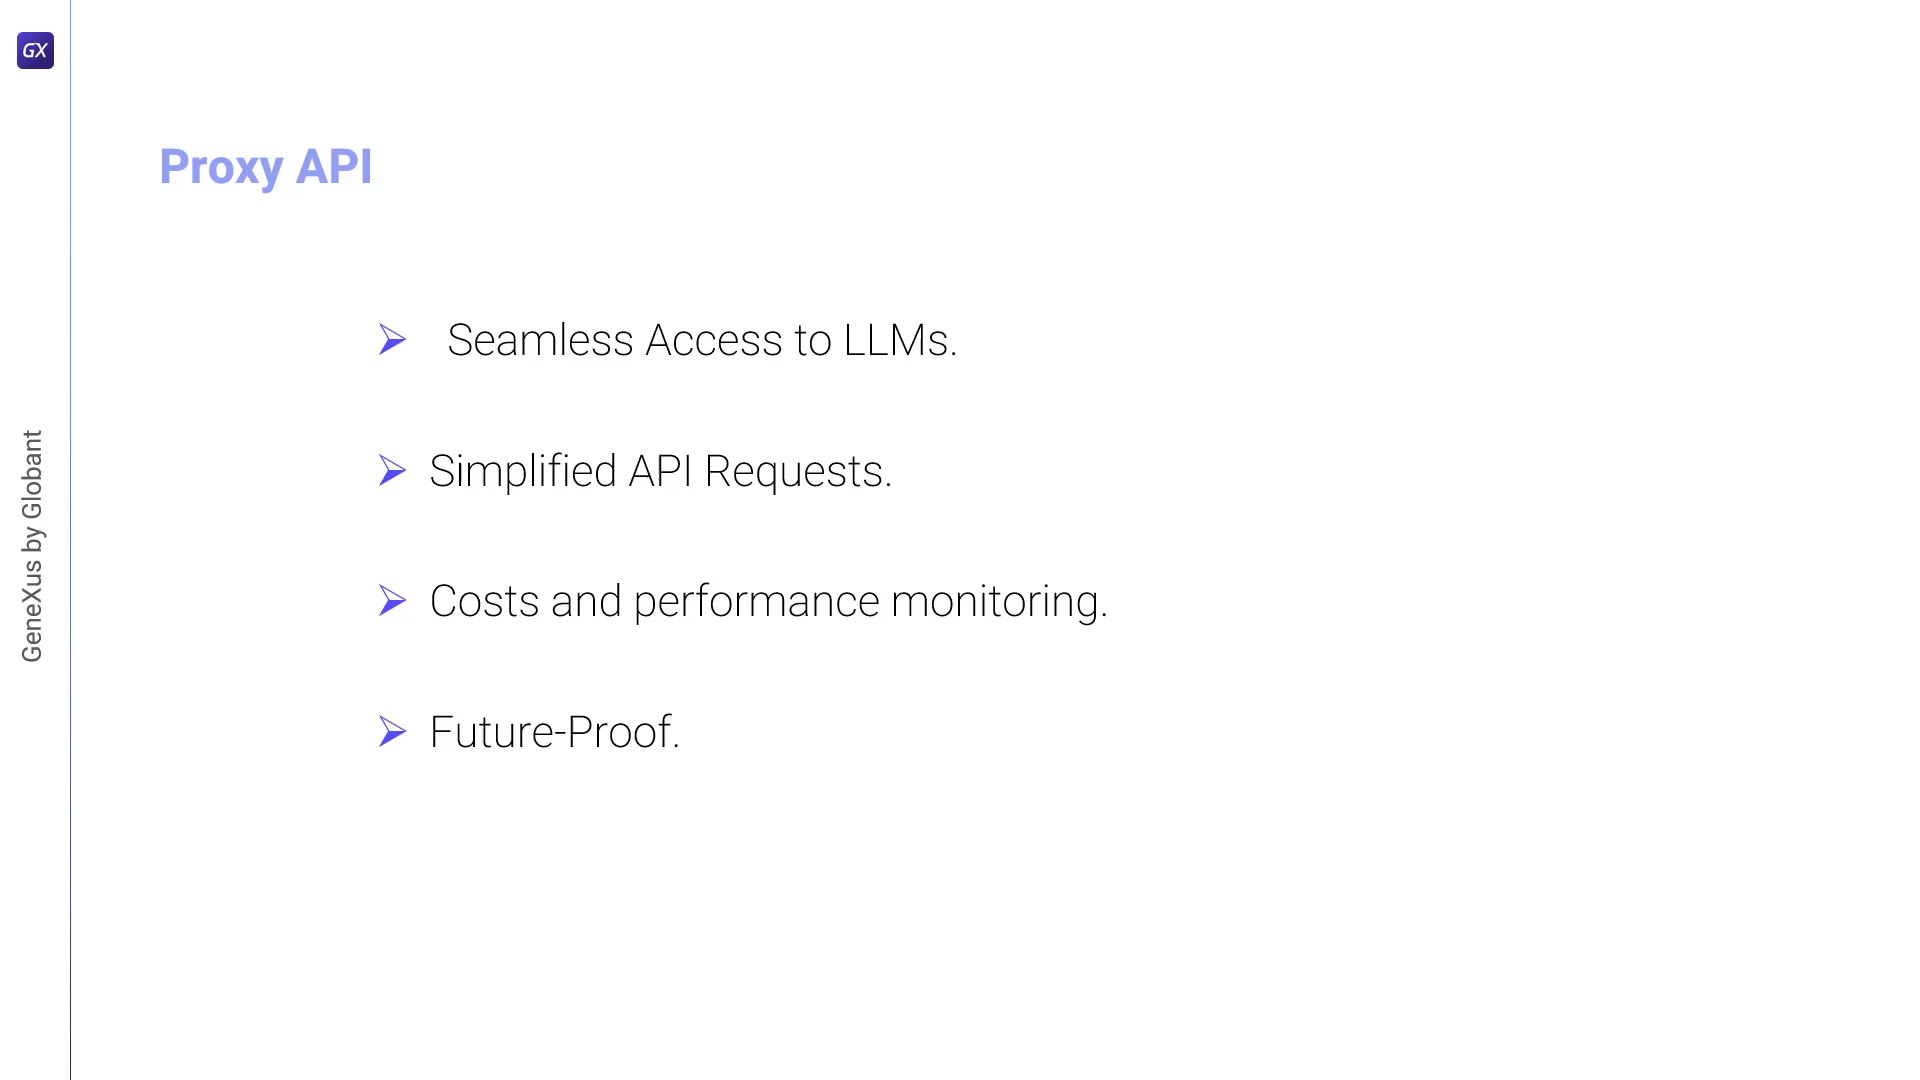 GX
GeneXus by Globant
Proxy API
Seamless Access to LLMs.
Simplified API Requests.
Costs and performance monitoring.
Future-Proof.